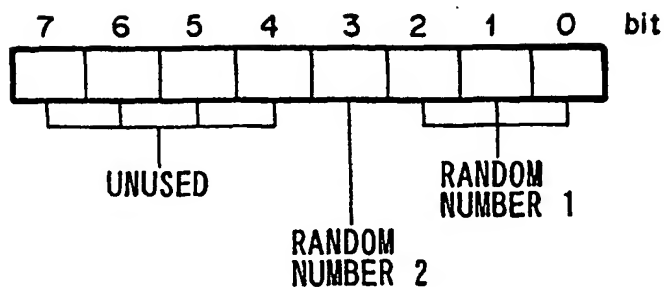 7 6 5 4 3 2 1 0 bit
UNUSED
RANDOM
NUMBER 2
RANDOM
NUMBER 1